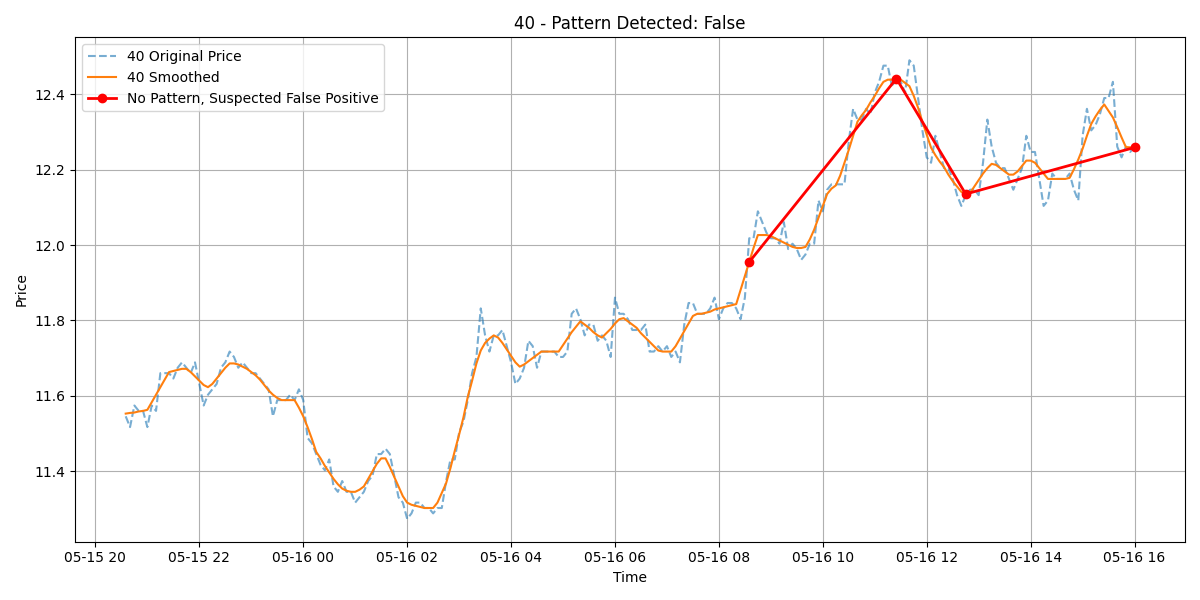 40 - Pattern Detected: False
40 Original Price
40 Smoothed
No Pattern, Suspected False Positive
Price
12.4
12.2
12.0
11.8
11.6
11.4
05-15 20 05-15 22 05-16 00 05-16 02 05-16 04 05-16 06 05-16 08 05-16 10 05-16 12 05-16 14 05-16 16
Time